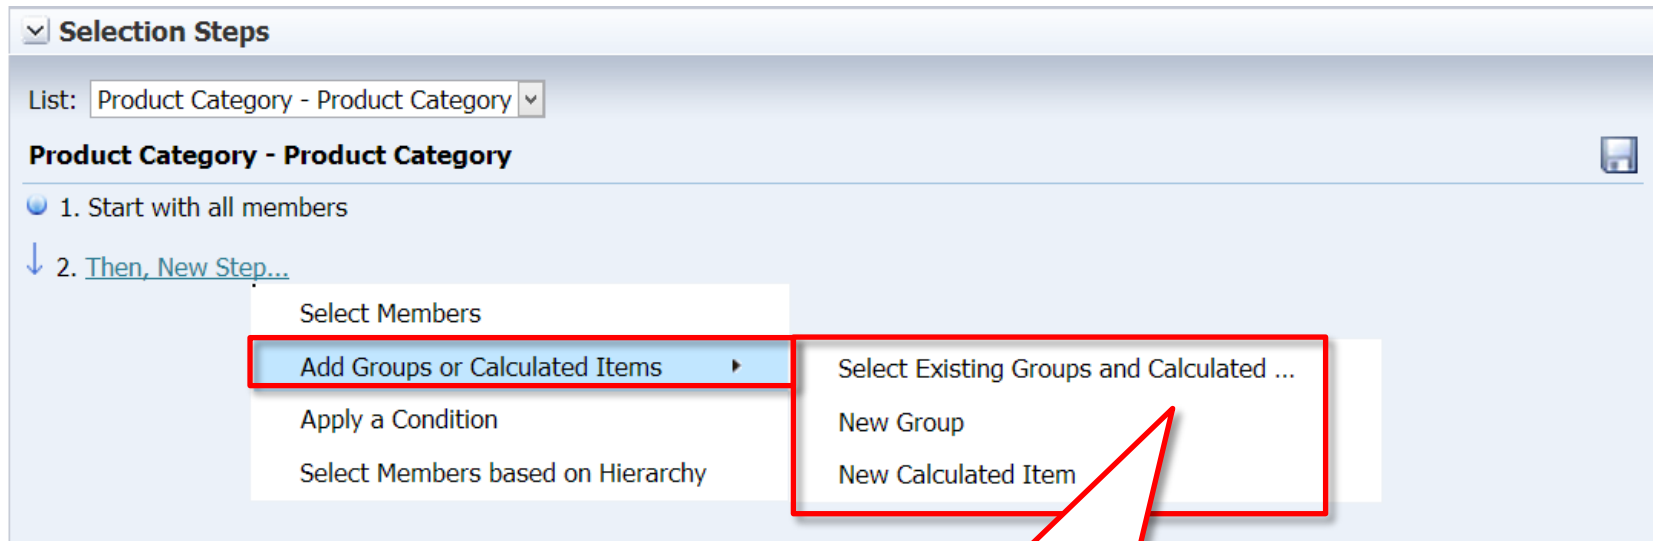 Selection Steps
List: Product Category - Product Category
Product Category - Product Category
1. Start with all members
2. Then, New Step...
Select Members
Add Groups or Calculated Items
Apply a Condition
Select Members based on Hierarchy
Select Existing Groups and Calculated ...
New Group
New Calculated Item